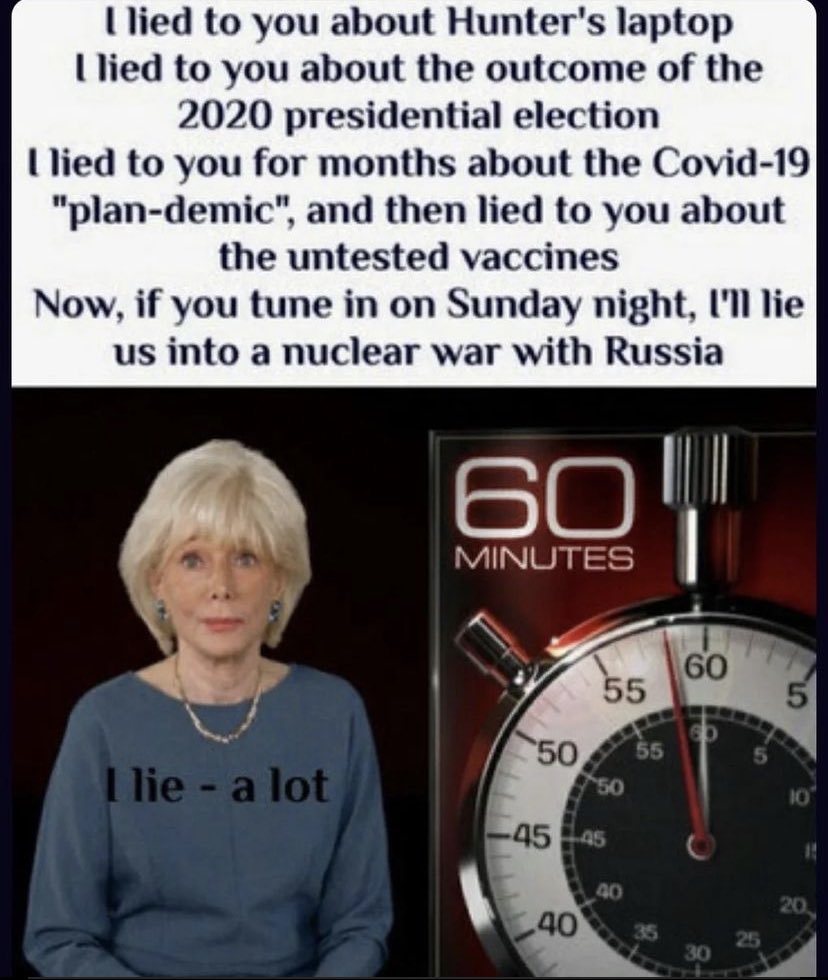 I lied to you about Hunter's laptop
I lied to you about the outcome of the
2020 presidential election
I lied to you for months about the Covid-19
"plan-demic", and then lied to you about
the untested vaccines
Now, if you tune in on Sunday night, I'll lie
us into a nuclear war with Russia
60
MINUTES
I lie - a lot
60
55
5
50
45
40
60
55
5
50
10
45
40
20
35
25
30